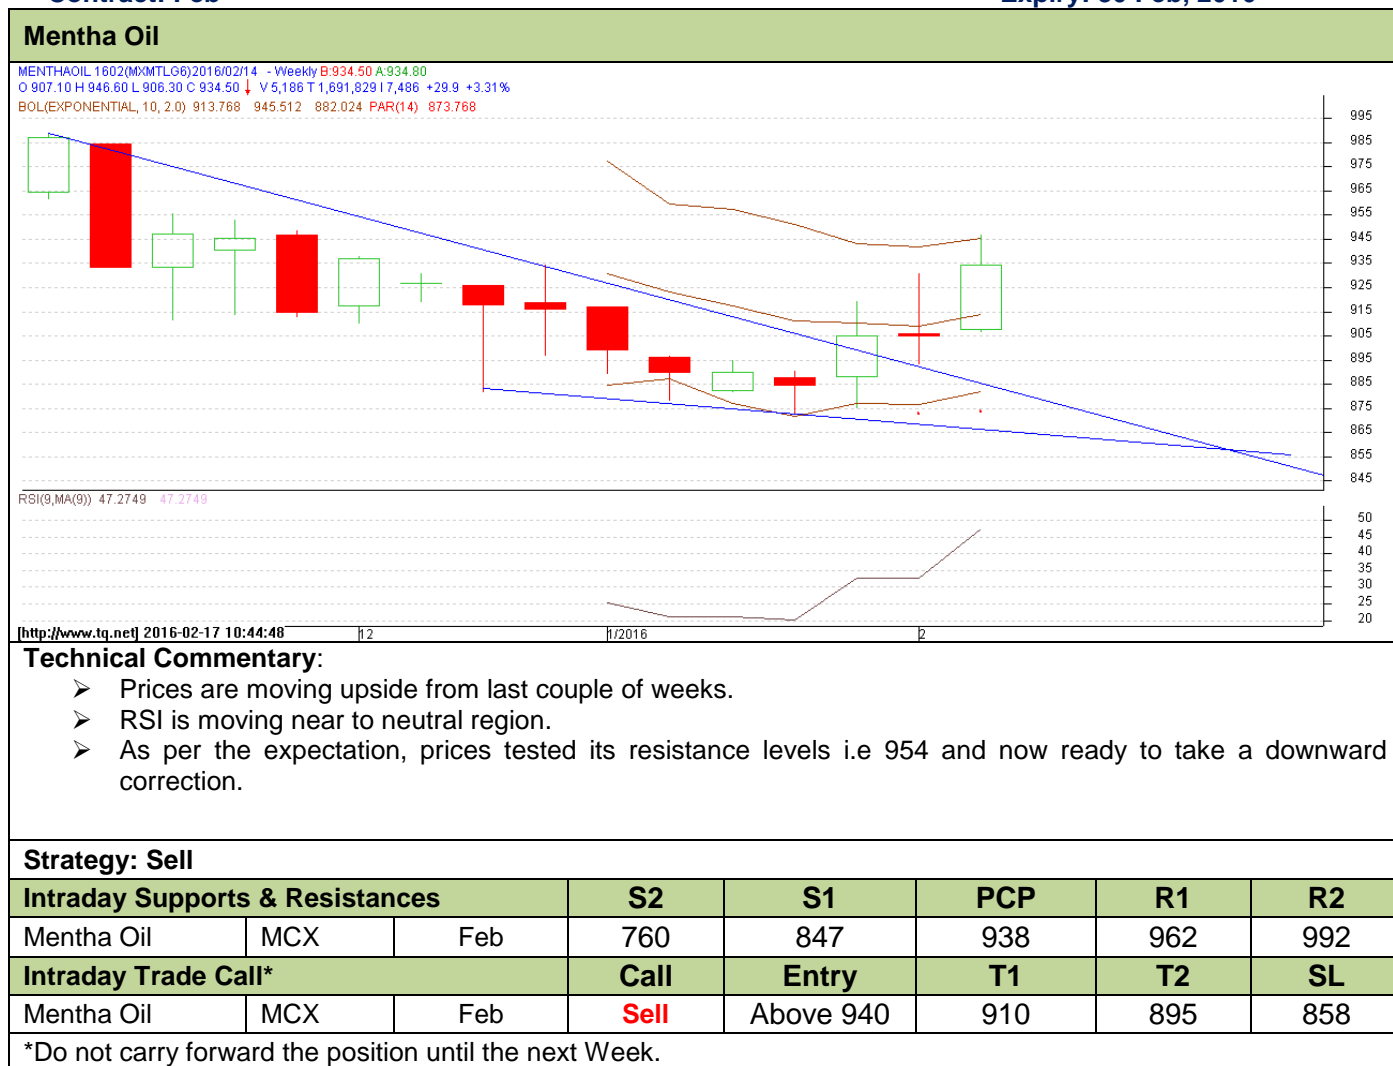 Mentha Oil
MENTHAOIL 1602(MXMTLG6)2016/02/14 - Weekly B:934.50 A:934.80
O 907.10 H 946.60 L 906.30 C 934.50 ↓ V 5,186 T 1,691,829 I 7,486 +29.9 +3.31%
BOL(EXPONENTIAL, 10, 2.0) 913.768 945.512 882.024 PAR(14) 873.768
995
985
975
965
955
945
935
925
915
905
895
885
875
865
855
845
RSI(9,MA(9)) 47.2749 47.2749
50
45
40
35
30
25
20
[http://www.tq.net] 2016-02-17 10:44:48 12 1/2016 2
Technical Commentary:
➢ Prices are moving upside from last couple of weeks.
➢ RSI is moving near to neutral region.
➢ As per the expectation, prices tested its resistance levels i.e 954 and now ready to take a downward
correction.
Strategy: Sell
Intraday Supports & Resistances S2 S1 PCP R1 R2
Mentha Oil MCX Feb 760 847 938 962 992
Intraday Trade Call* Call Entry T1 T2 SL
Mentha Oil MCX Feb Sell Above 940 910 895 858
*Do not carry forward the position until the next Week.